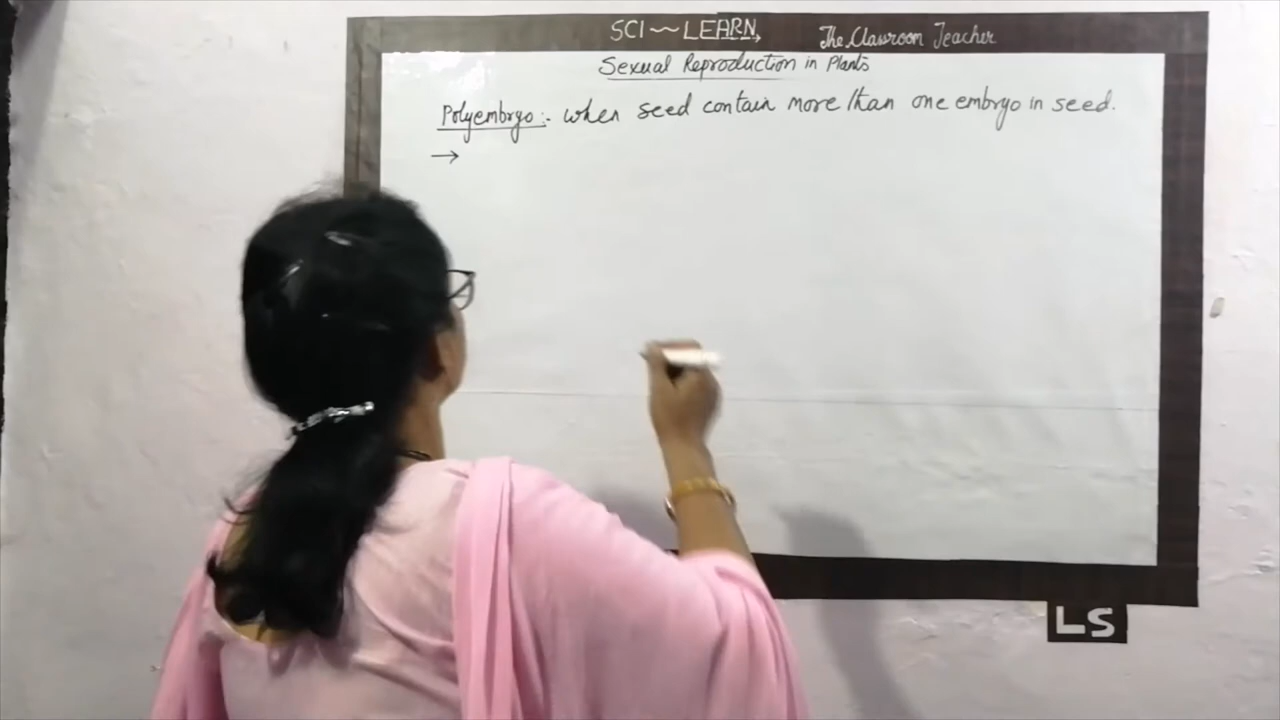 SCI ~ LEARN, The Classroom Teacher
Sexual Reproduction in Plants
Polyembryo :- when seed contain more than one embryo in seed.
→
LS